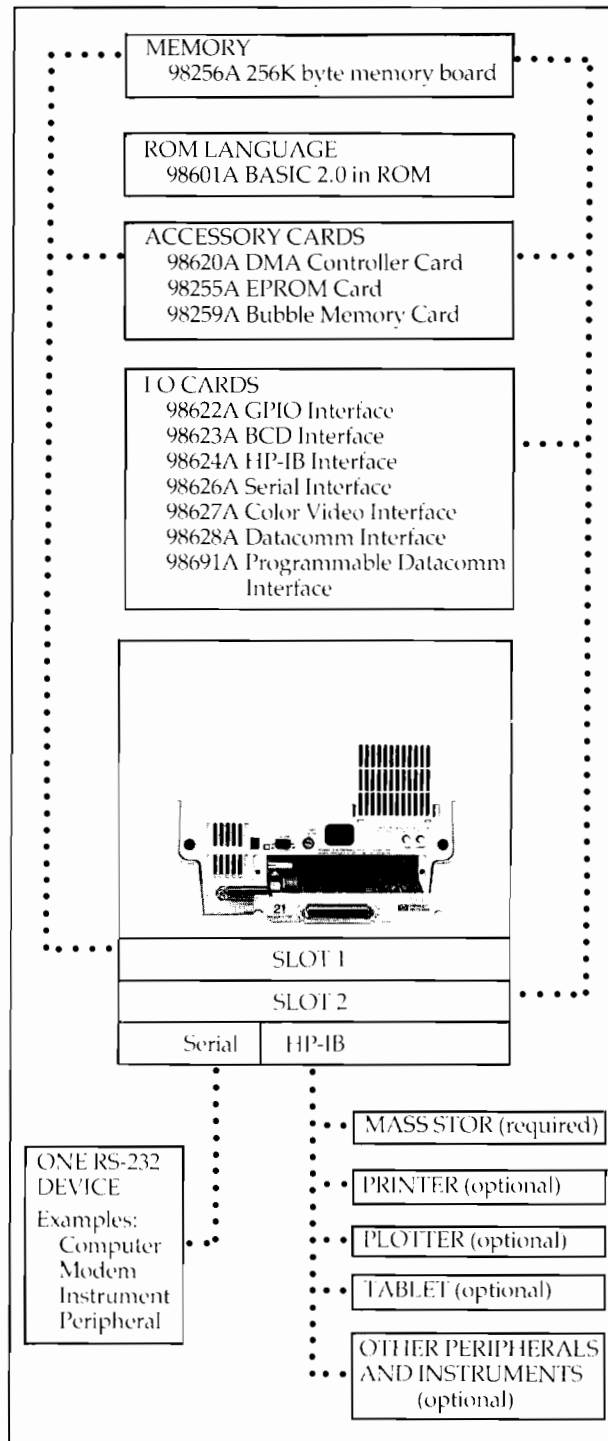 MEMORY
98256A 256K byte memory board
ROM LANGUAGE
98601A BASIC 2.0 in ROM
ACCESSORY CARDS
98620A DMA Controller Card
98255A EPROM Card
98259A Bubble Memory Card
I O CARDS
98622A GPIO Interface
98623A BCD Interface
98624A HP-IB Interface
98626A Serial Interface
98627A Color Video Interface
98628A Datacomm Interface
98691A Programmable Datacomm
Interface
21
SLOT 1
SLOT 2
Serial HP-IB
MASS STOR (required)
ONE RS-232
DEVICE
Examples:
Computer
Modem
Instrument
Peripheral
PRINTER (optional)
PLOTTER (optional)
TABLET (optional)
OTHER PERIPHERALS
AND INSTRUMENTS
(optional)